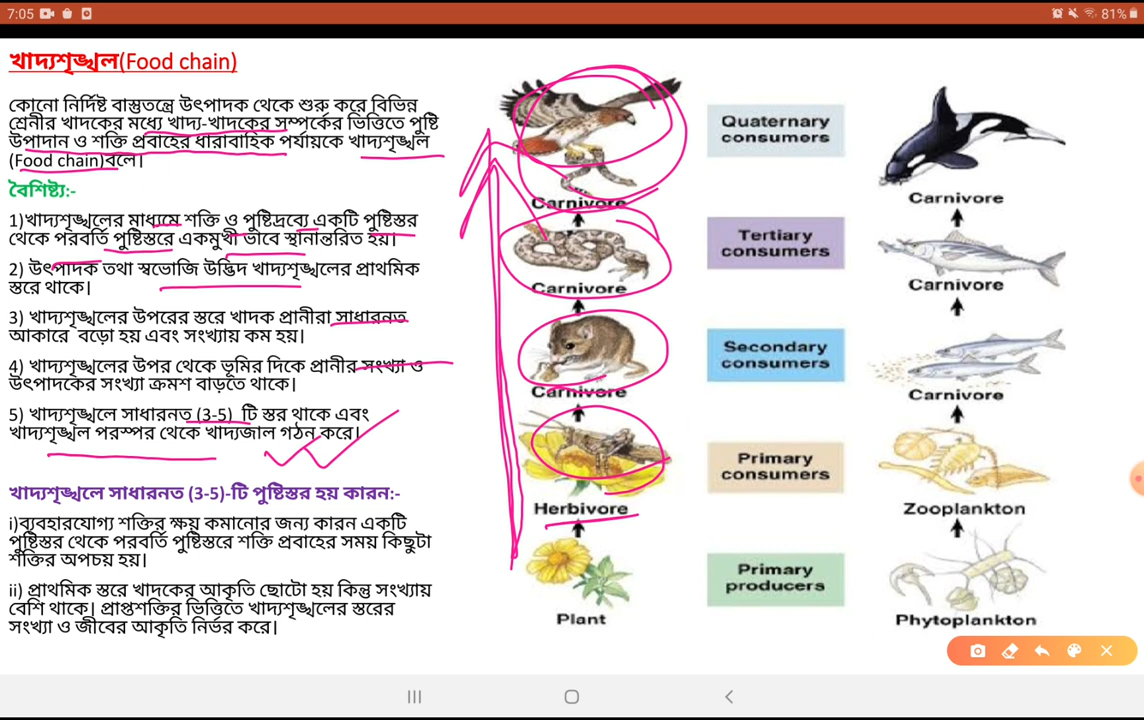 7:05
81%
খাদ্যশৃঙ্খল(Food chain)
কোনো নির্দিষ্ট বাস্তুতন্ত্রে উৎপাদক থেকে শুরু করে বিভিন্ন
শ্রেনীর খাদকের মধ্যে খাদ্য-খাদকের সম্পর্কের ভিত্তিতে পুষ্টি
উপাদান ও শক্তি প্রবাহের ধারাবাহিক পর্যায়কে খাদ্যশৃঙ্খল
(Food chain)বলে।
বৈশিষ্ট্য:-
1)খাদ্যশৃঙ্খলের মাধ্যমে শক্তি ও পুষ্টিদ্রব্যে একটি পুষ্টিস্তর
থেকে পরবর্তি পুষ্টিস্তরে একমুখী ভাবে স্থানান্তরিত হয়।
2) উৎপাদক তথা স্বভোজি উদ্ভিদ খাদ্যশৃঙ্খলের প্রাথমিক
স্তরে থাকে।
3) খাদ্যশৃঙ্খলের উপরের স্তরে খাদক প্রানীরা সাধারনত
আকারে বড়ো হয় এবং সংখ্যায় কম হয়।
4) খাদ্যশৃঙ্খলের উপর থেকে ভূমির দিকে প্রানীর সংখ্যা ও
উৎপাদকের সংখ্যা ক্রমশ বাড়তে থাকে।
5) খাদ্যশৃঙ্খলে সাধারনত (3-5) টি স্তর থাকে এবং
খাদ্যশৃঙ্খল পরস্পর থেকে খাদ্যজাল গঠন করে।
খাদ্যশৃঙ্খলে সাধারনত (3-5)-টি পুষ্টিস্তর হয় কারন:-
i)ব্যবহারযোগ্য শক্তির ক্ষয় কমানোর জন্য কারন একটি
পুষ্টিস্তর থেকে পরবর্তি পুষ্টিস্তরে শক্তি প্রবাহের সময় কিছুটা
শক্তির অপচয় হয়।
ii) প্রাথমিক স্তরে খাদকের আকৃতি ছোটো হয় কিন্তু সংখ্যায়
বেশি থাকে। প্রাপ্তশক্তির ভিত্তিতে খাদ্যশৃঙ্খলের স্তরের
সংখ্যা ও জীবের আকৃতি নির্ভর করে।
Carnivore
Carnivore
Carnivore
Herbivore
Plant
Quaternary
consumers
Tertiary
consumers
Secondary
consumers
Primary
consumers
Primary
producers
Carnivore
Carnivore
Carnivore
Zooplankton
Phytoplankton